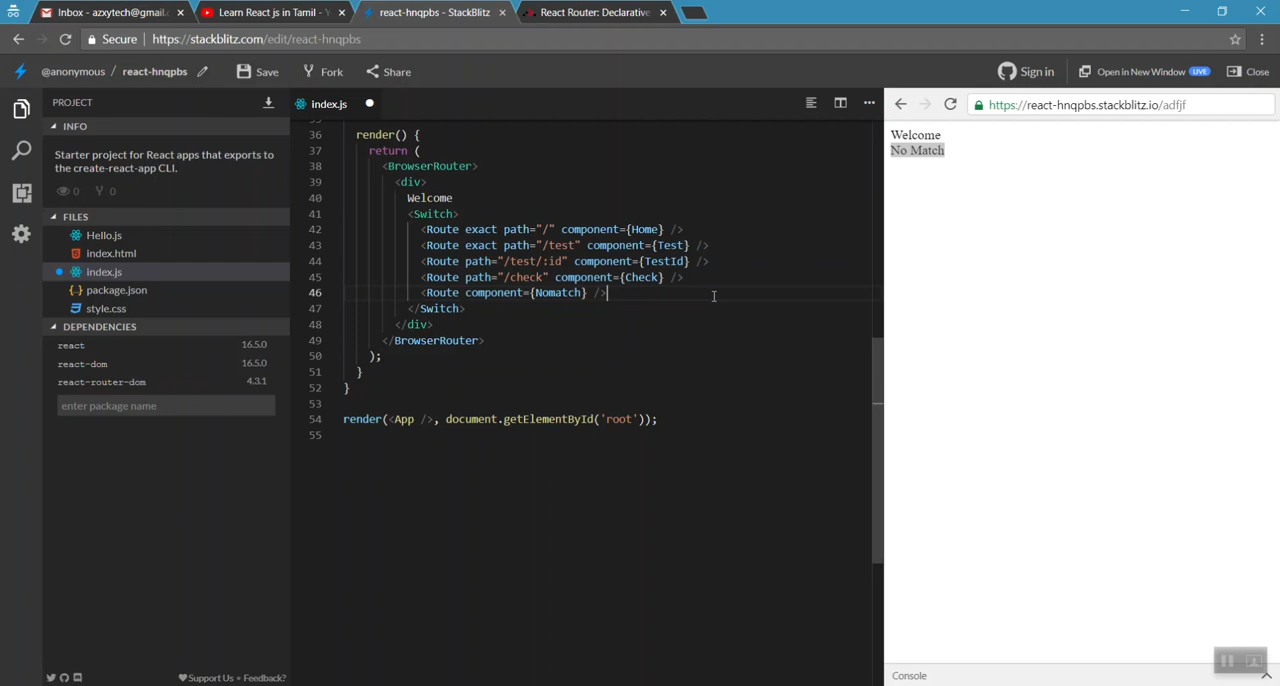 Inbox - azxytech@gmail.
Learn React js in Tamil - Y
react-hnqpbs - StackBlitz
React Router: Declarative
Secure
https://stackblitz.com/edit/react-hnqpbs
@anonymous / react-hnqpbs
Save
Fork
Share
Sign in
Open in New Window LIVE
Close
PROJECT
INFO
Starter project for React apps that exports to
the create-react-app CLI.
0 0
FILES
Hello.js
index.html
index.js
package.json
style.css
DEPENDENCIES
react 16.5.0
react-dom 16.5.0
react-router-dom 4.3.1
enter package name
Support Us • Feedback?
index.js
36 render() {
37 return (
38 <BrowserRouter>
39 <div>
40 Welcome
41 <Switch>
42 <Route exact path="/" component={Home} />
43 <Route exact path="/test" component={Test} />
44 <Route path="/test/:id" component={TestId} />
45 <Route path="/check" component={Check} />
46 <Route component={Nomatch} />
47 </Switch>
48 </div>
49 </BrowserRouter>
50 );
51 }
52 }
53
54 render(<App />, document.getElementById('root'));
55
https://react-hnqpbs.stackblitz.io/adfjf
Welcome
No Match
Console